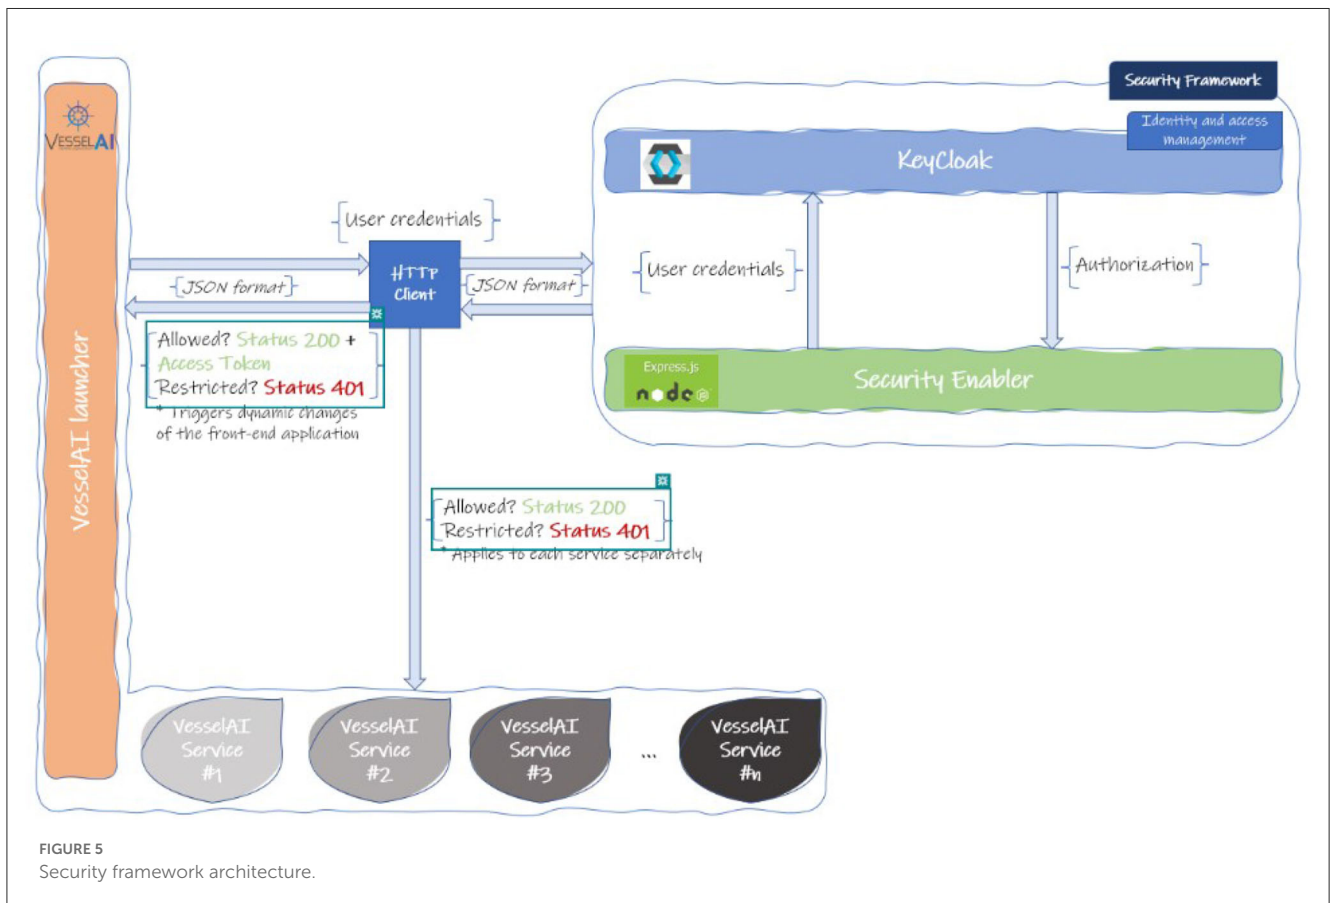 Security Framework
Identity and access
management
VESSELAI
KeyCloak
{User credentials}
HTTP
Client
{JSON format}
{JSON format}
{User credentials}
{Authorization}
Allowed? Status 200 +
Access Token
Restricted? Status 401
* Triggers dynamic changes
of the front-end application
Express.js
node
JS
Security Enabler
VesselAI launcher
Allowed? Status 200
Restricted? Status 401
* Applies to each service separately
VesselAI
Service
#1
VesselAI
Service
#2
VesselAI
Service
#3
...
VesselAI
Service
#n
FIGURE 5
Security framework architecture.